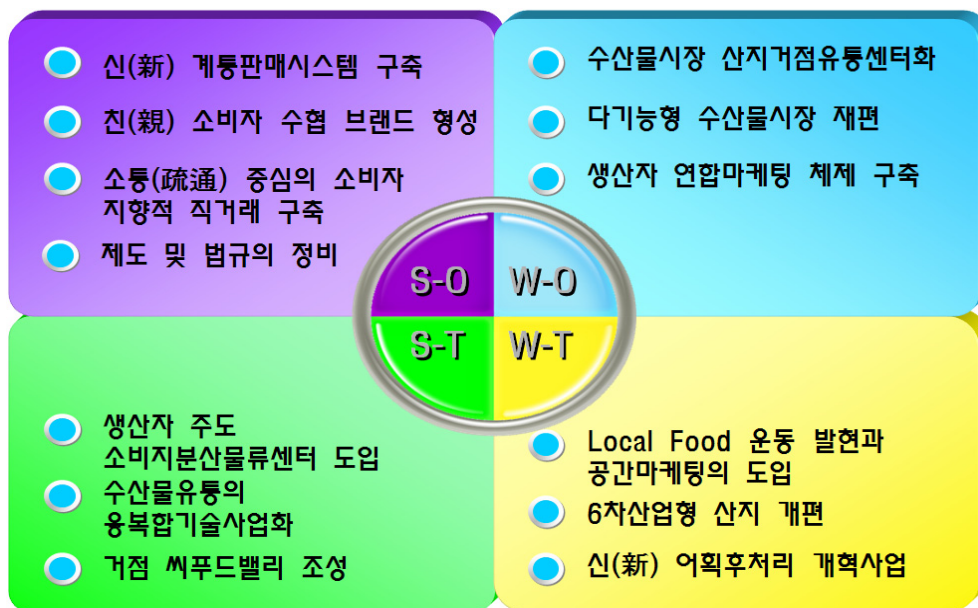 신(新) 계통판매시스템 구축
친(親) 소비자 수협 브랜드 형성
소통(疏通) 중심의 소비자
지향적 직거래 구축
제도 및 법규의 정비
수산물시장 산지거점유통센터화
다기능형 수산물시장 재편
생산자 연합마케팅 체제 구축
S-O
W-O
S-T
W-T
생산자 주도
소비지분산물류센터 도입
수산물유통의
융복합기술사업화
거점 씨푸드밸리 조성
Local Food 운동 발현과
공간마케팅의 도입
6차산업형 산지 개편
신(新) 어획후처리 개혁사업